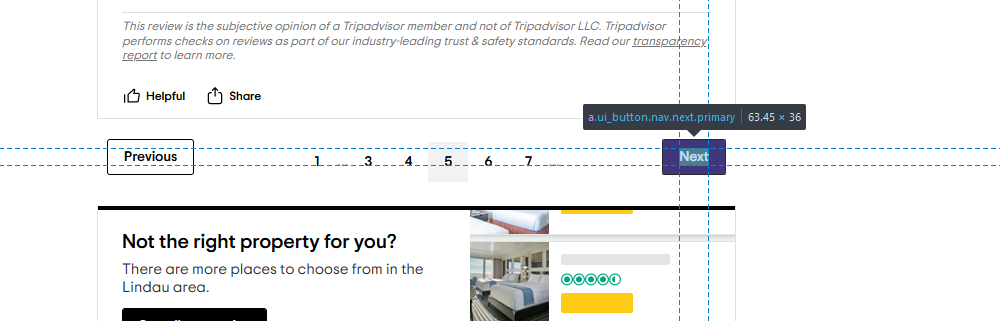 This review is the subjective opinion of a Tripadvisor member and not of Tripadvisor LLC. Tripadvisor
performs checks on reviews as part of our industry-leading trust & safety standards. Read our transparency
report to learn more.
Helpful Share
a.ui_button.nav.next.primary 63.45 × 36
Previous 1 … 3 4 5 6 7 … Next
Not the right property for you?
There are more places to choose from in the
Lindau area.